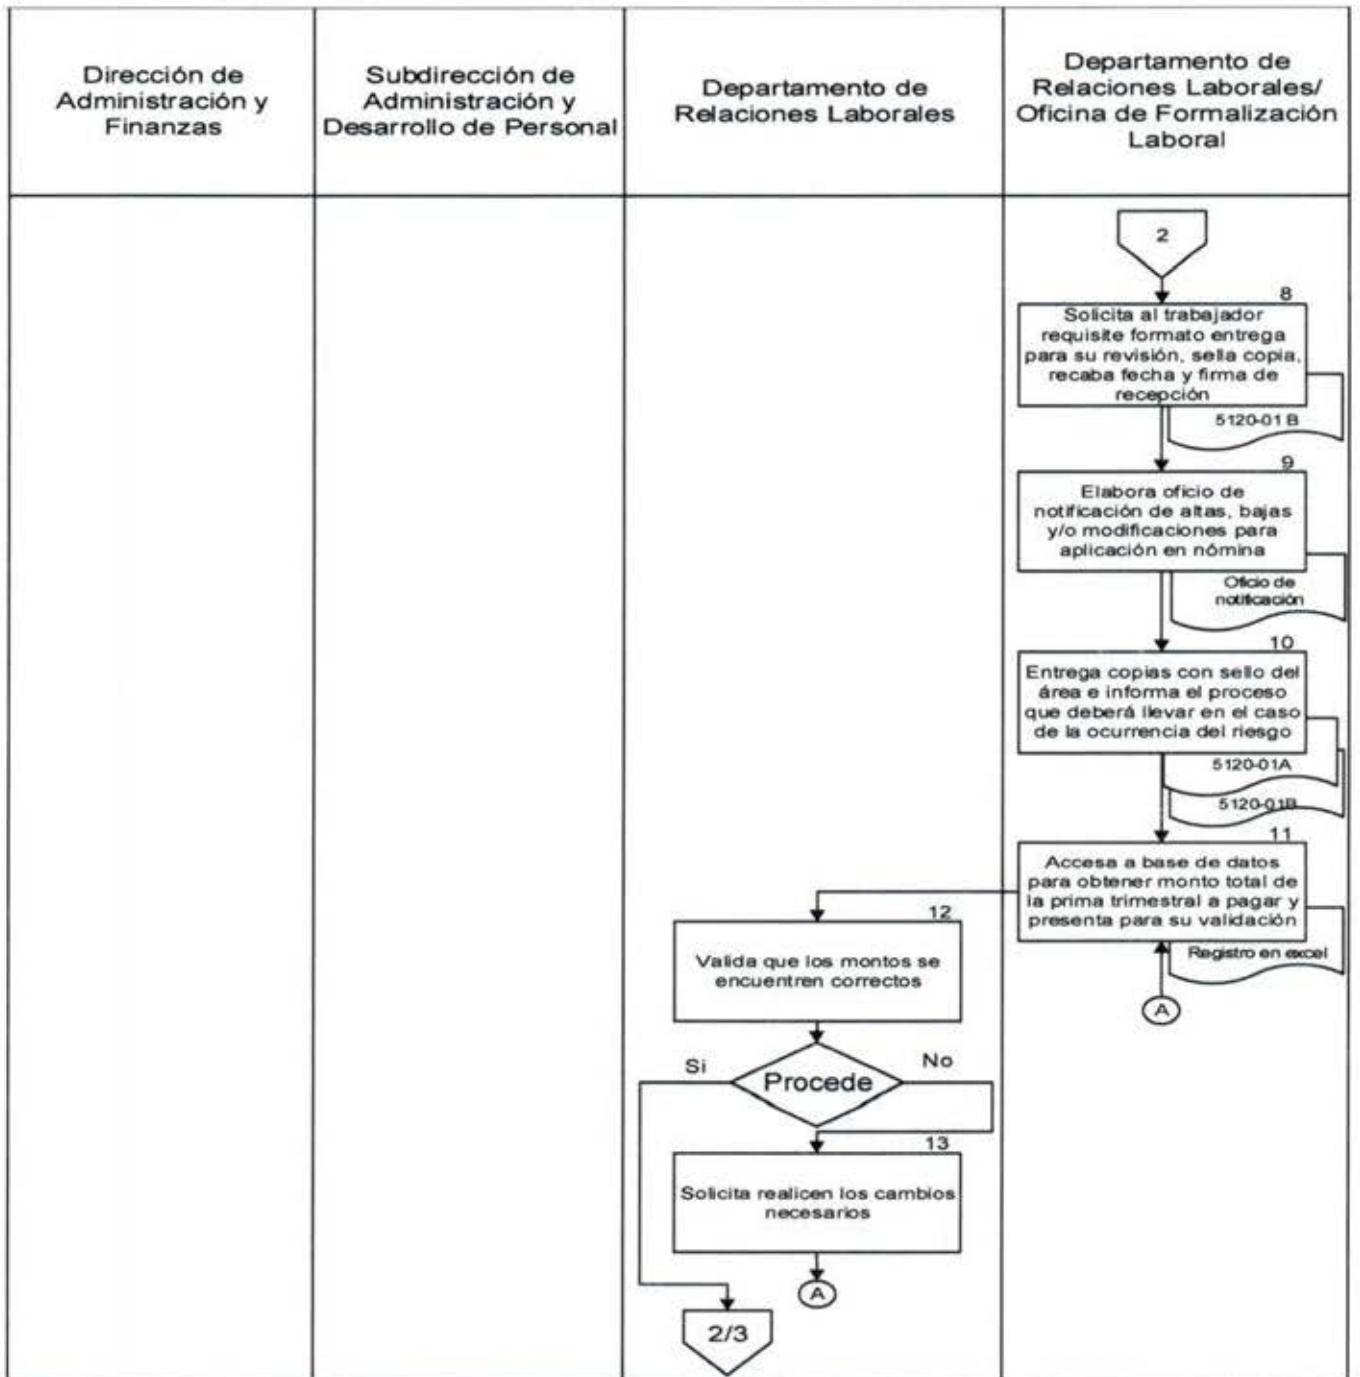 Dirección de
Administración y
Finanzas
Subdirección de
Administración y
Desarrollo de Personal
Departamento de
Relaciones Laborales
Departamento de
Relaciones Laborales/
Oficina de Formalización
Laboral
2
8
Solicita al trabajador
requisite formato entrega
para su revisión, sella copia,
recaba fecha y firma de
recepción
5120-01 B
9
Elabora oficio de
notificación de altas, bajas
y/o modificaciones para
aplicación en nómina
Oficio de
notificación
10
Entrega copias con sello del
área e informa el proceso
que deberá llevar en el caso
de la ocurrencia del riesgo
5120-01A
5120-01B
11
Accesa a base de datos
para obtener monto total de
la prima trimestral a pagar y
presenta para su validación
Registro en excel
A
12
Valida que los montos se
encuentren correctos
Si
Procede
No
13
Solicita realicen los cambios
necesarios
A
2/3